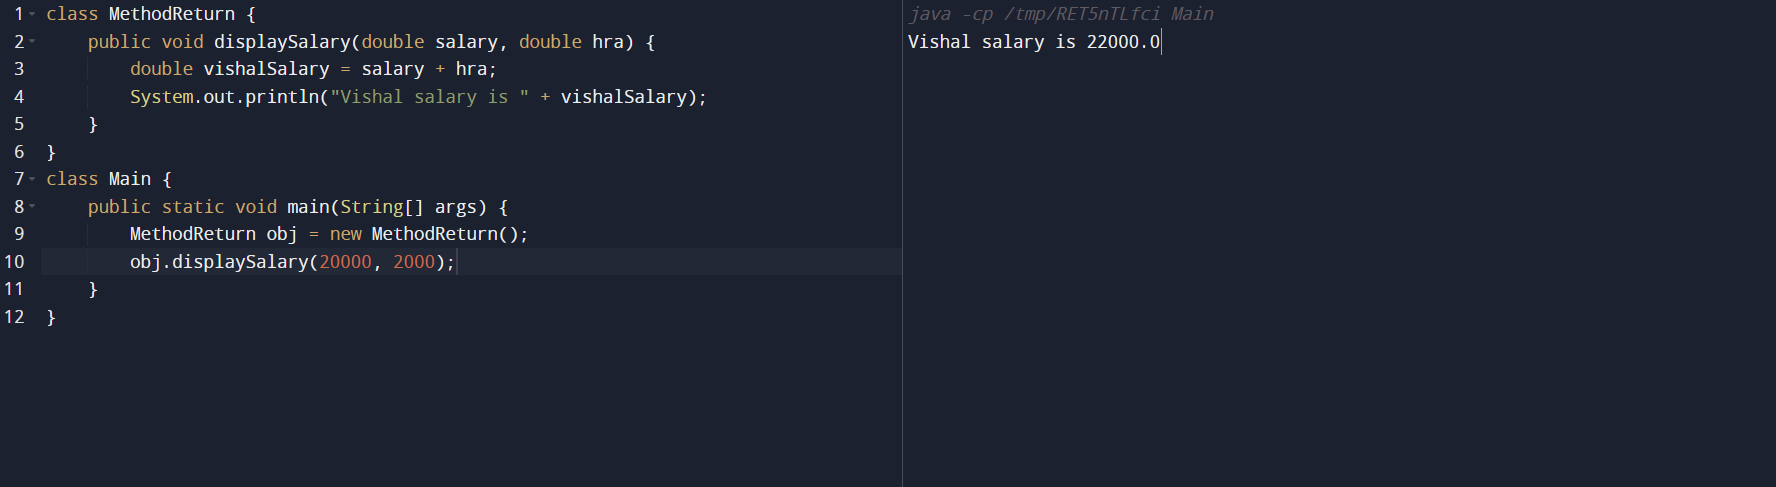 1 class MethodReturn {
2     public void displaySalary(double salary, double hra) {
3         double vishalSalary = salary + hra;
4         System.out.println("Vishal salary is " + vishalSalary);
5     }
6 }
7 class Main {
8     public static void main(String[] args) {
9         MethodReturn obj = new MethodReturn();
10         obj.displaySalary(20000, 2000);
11     }
12 }
java -cp /tmp/RET5nTLfci Main
Vishal salary is 22000.0